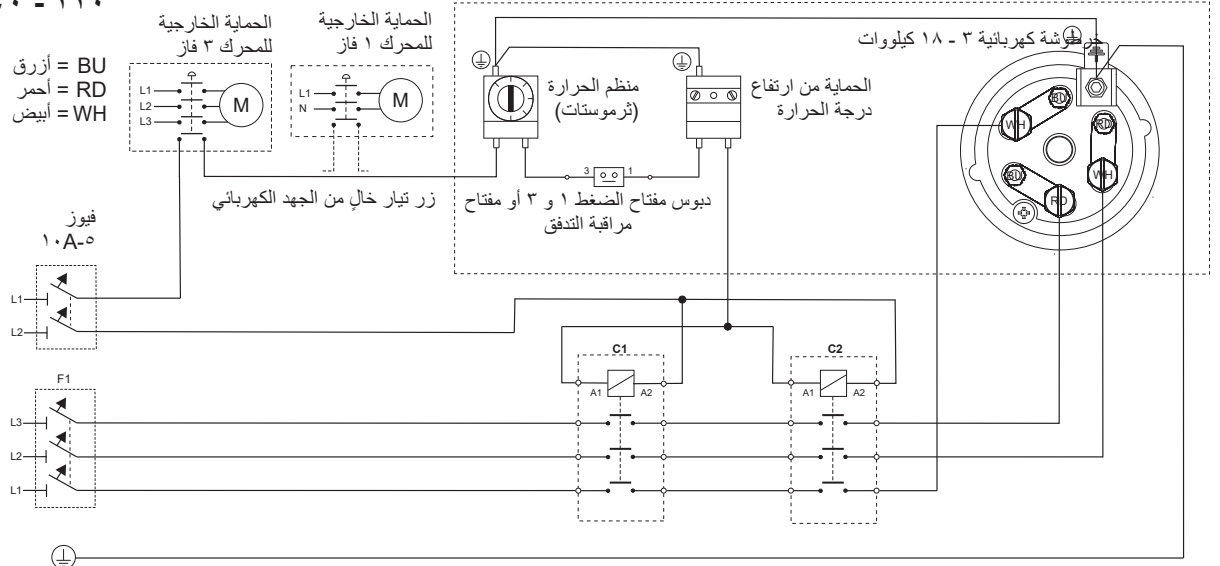 الحماية الخارجية
للمحرك ٣ فاز
الحماية الخارجية
للمحرك ١ فاز
BU = أزرق
RD = أحمر
WH = أبيض
L1
L2
L3
M
L1
N
M
منظم الحرارة
(ثرموستات)
الحماية من ارتفاع
درجة الحرارة
خرطوشة كهربائية ٣ - ١٨ كيلووات
BU
WH
RD
WH
BU
RD
3
1
زر تيار خالٍ من الجهد الكهربائي
دبوس مفتاح الضغط ١ و ٣ أو مفتاح
مراقبة التدفق
فيوز
١٠A-٥
L1
L2
F1
L3
L2
L1
C1
A1
A2
C2
A1
A2